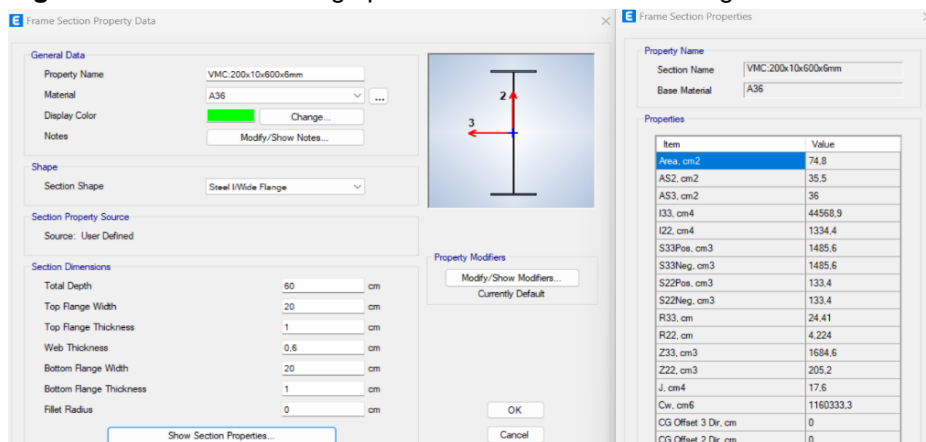 Frame Section Property Data
General Data
Property Name VMC:200x10x600x6mm
Material A36 ...
Display Color Change...
Notes Modify/Show Notes...
Shape
Section Shape Steel I/Wide Flange
Section Property Source
Source: User Defined
Section Dimensions
Total Depth 60 cm
Top Flange Width 20 cm
Top Flange Thickness 1 cm
Web Thickness 0,6 cm
Bottom Flange Width 20 cm
Bottom Flange Thickness 1 cm
Fillet Radius 0 cm
Show Section Properties...
2
3
Property Modifiers
Modify/Show Modifiers...
Currently Default
OK
Cancel
Frame Section Properties
Property Name
Section Name VMC:200x10x600x6mm
Base Material A36
Properties
Item Value
Area, cm2 74,8
AS2, cm2 35,5
AS3, cm2 36
I33, cm4 44568,9
I22, cm4 1334,4
S33Pos, cm3 1485,6
S33Neg, cm3 1485,6
S22Pos, cm3 133,4
S22Neg, cm3 133,4
R33, cm 24,41
R22, cm 4,224
Z33, cm3 1684,6
Z22, cm3 205,2
J, cm4 17,6
Cw, cm6 1160333,3
CG Offset 3 Dir, cm 0
CG Offset 2 Dir, cm 0